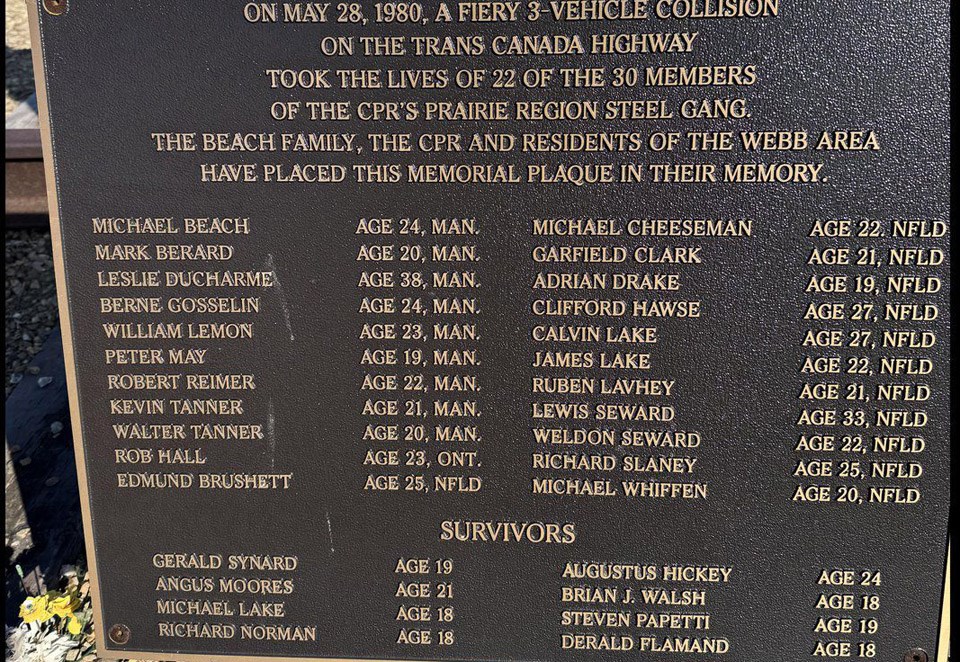 ON MAY 28, 1980, A FIERY 3-VEHICLE COLLISION
ON THE TRANS CANADA HIGHWAY
TOOK THE LIVES OF 22 OF THE 30 MEMBERS
OF THE CPR'S PRAIRIE REGION STEEL GANG.
THE BEACH FAMILY, THE CPR AND RESIDENTS OF THE WEBB AREA
HAVE PLACED THIS MEMORIAL PLAQUE IN THEIR MEMORY.
MICHAEL BEACH AGE 24, MAN. MICHAEL CHEESEMAN AGE 22. NFLD
MARK BERARD AGE 20, MAN. GARFIELD CLARK AGE 21, NFLD
LESLIE DUCHARME AGE 38, MAN. ADRIAN DRAKE AGE 19, NFLD
BERNE GOSSELIN AGE 24, MAN. CLIFFORD HAWSE AGE 27, NFLD
WILLIAM LEMON AGE 23, MAN. CALVIN LAKE AGE 27, NFLD
PETER MAY AGE 19, MAN. JAMES LAKE AGE 22, NFLD
ROBERT REIMER AGE 22, MAN. RUBEN LAVHEY AGE 21, NFLD
KEVIN TANNER AGE 21, MAN. LEWIS SEWARD AGE 33, NFLD
WALTER TANNER AGE 20, MAN. WELDON SEWARD AGE 22, NFLD
ROB HALL AGE 23, ONT. RICHARD SLANEY AGE 25, NFLD
EDMUND BRUSHETT AGE 25, NFLD MICHAEL WHIFFEN AGE 20, NFLD
SURVIVORS
GERALD SYNARD AGE 19 AUGUSTUS HICKEY AGE 24
ANGUS MOORES AGE 21 BRIAN J. WALSH AGE 18
MICHAEL LAKE AGE 18 STEVEN PAPETTI AGE 19
RICHARD NORMAN AGE 18 DERALD FLAMAND AGE 18